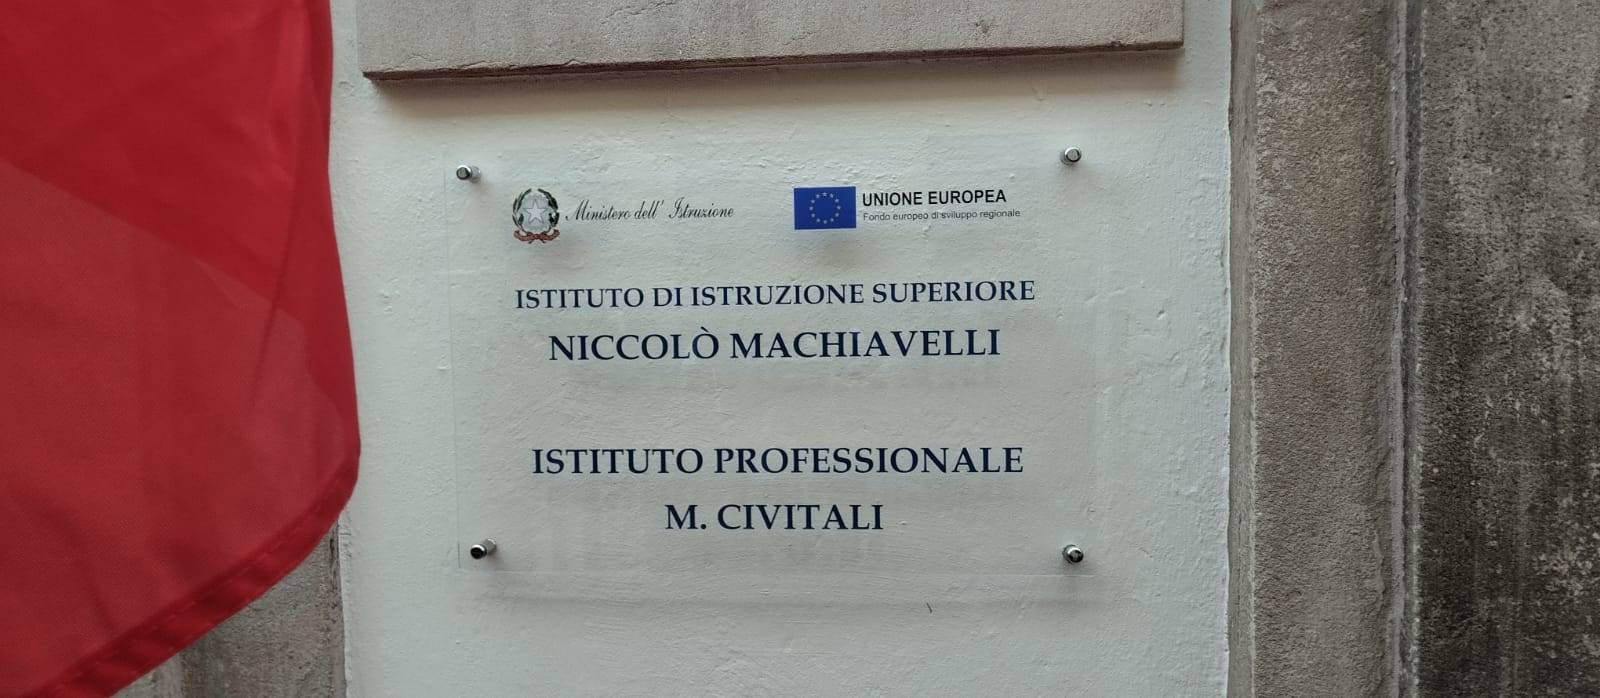 Ministero dell' Istruzione
UNIONE EUROPEA
Fondo europeo di sviluppo regionale
ISTITUTO DI ISTRUZIONE SUPERIORE
NICCOLÒ MACHIAVELLI
ISTITUTO PROFESSIONALE
M. CIVITALI